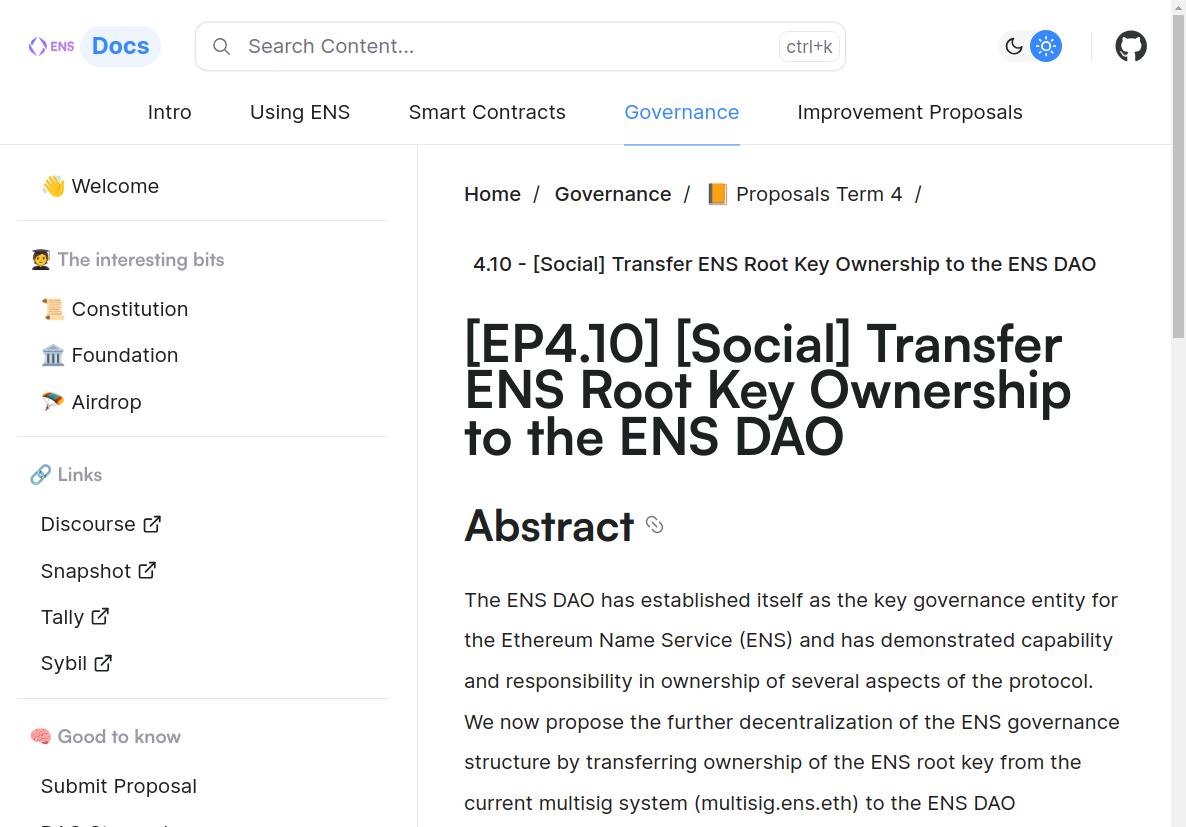 ENS Docs
Search Content... ctrl+k
Intro Using ENS Smart Contracts Governance Improvement Proposals
👋 Welcome
🧑‍🎓 The interesting bits
📜 Constitution
🏛️ Foundation
🪂 Airdrop
🔗 Links
Discourse
Snapshot
Tally
Sybil
🧠 Good to know
Submit Proposal
Home / Governance / 📙 Proposals Term 4 /
4.10 - [Social] Transfer ENS Root Key Ownership to the ENS DAO
[EP4.10] [Social] Transfer
ENS Root Key Ownership
to the ENS DAO
Abstract
The ENS DAO has established itself as the key governance entity for
the Ethereum Name Service (ENS) and has demonstrated capability
and responsibility in ownership of several aspects of the protocol.
We now propose the further decentralization of the ENS governance
structure by transferring ownership of the ENS root key from the
current multisig system (multisig.ens.eth) to the ENS DAO